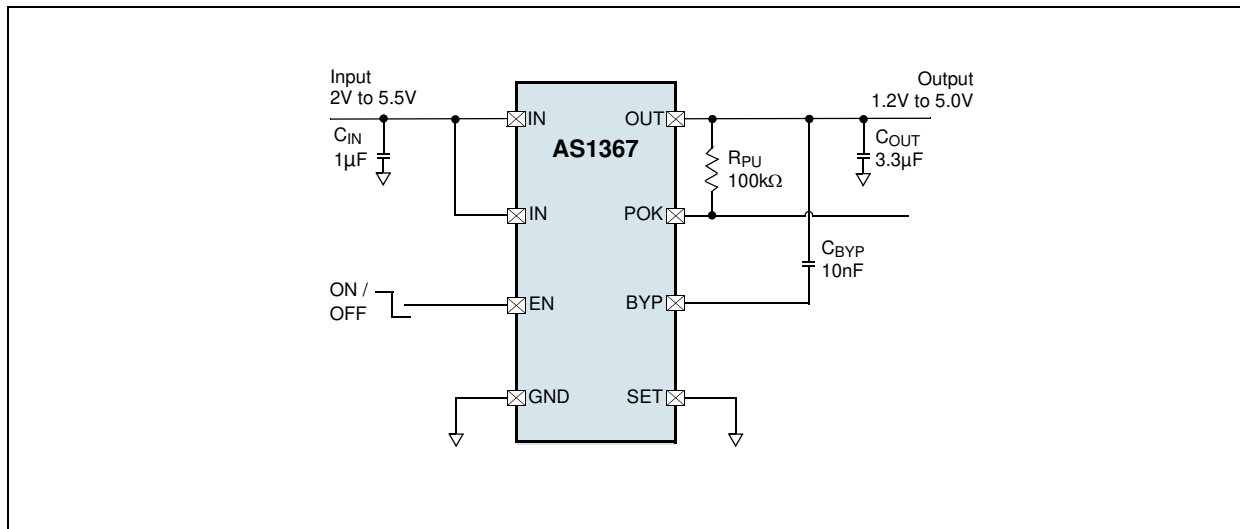 Input
2V to 5.5V
Output
1.2V to 5.0V
IN
OUT
CIN
1µF
AS1367
RPU
100kΩ
COUT
3.3µF
IN
POK
CBYP
10nF
ON /
OFF
EN
BYP
GND
SET